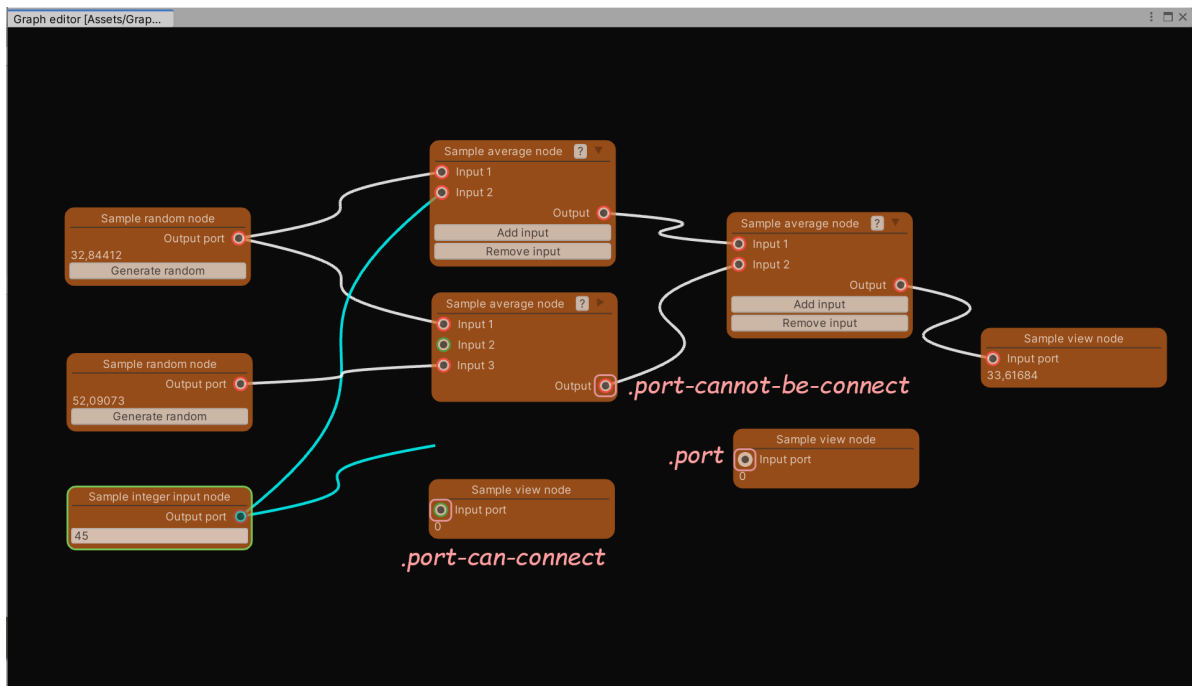 Graph editor [Assets/Grap...
Sample random node
Output port
32,84412
Generate random
Sample random node
Output port
52,09073
Generate random
Sample integer input node
Output port
45
Sample average node ?
Input 1
Input 2
Output
Add input
Remove input
Sample average node ?
Input 1
Input 2
Input 3
Output
.port-cannot-be-connect
Sample view node
Input port
0
.port-can-connect
Sample average node ?
Input 1
Input 2
Output
Add input
Remove input
.port
Sample view node
Input port
0
Sample view node
Input port
33,61684